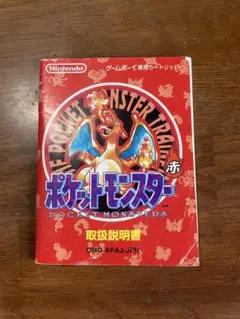 Nintendo
ゲームボーイ専用カートリッジ
POCKET MONSTER TRAINER
赤
ポケットモンスター
POCKET MONSTERS
取扱説明書
DMG-APAJ-JPN